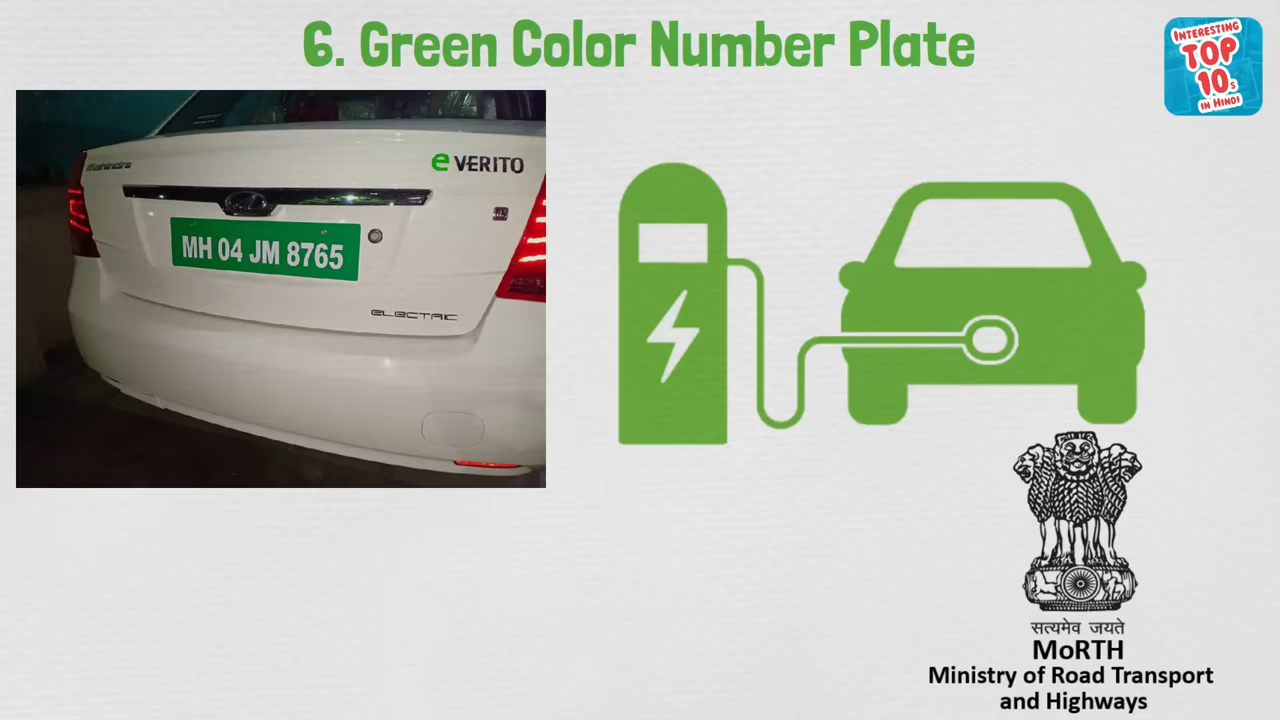 6. Green Color Number Plate
INTERESTING
TOP
10s
IN HINDI
Mahindra
e VERITO
MH 04 JM 8765
ELECTRIC
सत्यमेव जयते
MoRTH
Ministry of Road Transport
and Highways